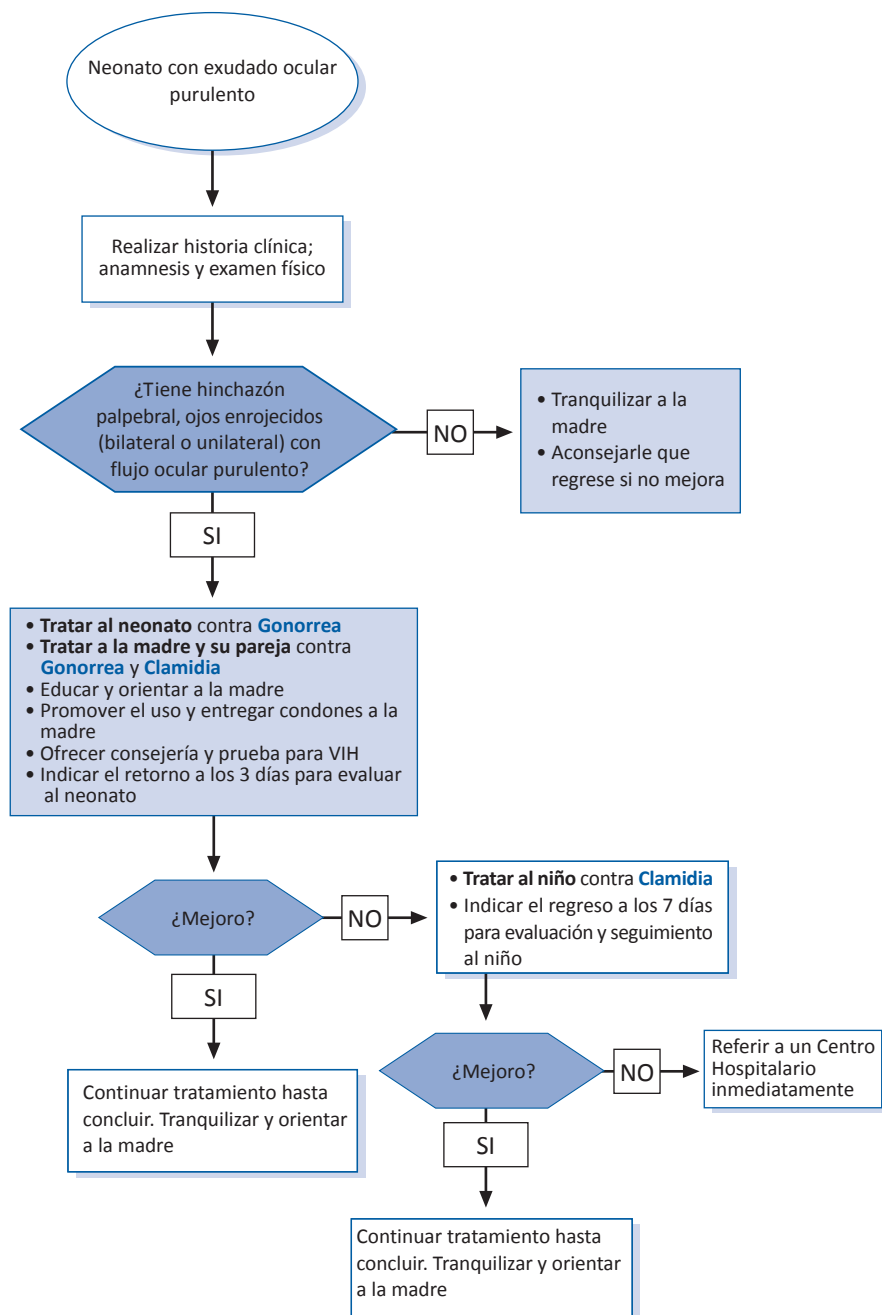 Neonato con exudado ocular
purulento
Realizar historia clínica;
anamnesis y examen físico
¿Tiene hinchazón
palpebral, ojos enrojecidos
(bilateral o unilateral) con
flujo ocular purulento?
NO
• Tranquilizar a la
madre
• Aconsejarle que
regrese si no mejora
SI
• Tratar al neonato contra Gonorrea
• Tratar a la madre y su pareja contra
Gonorrea y Clamidia
• Educar y orientar a la madre
• Promover el uso y entregar condones a la
madre
• Ofrecer consejería y prueba para VIH
• Indicar el retorno a los 3 días para evaluar
al neonato
¿Mejoro?
NO
• Tratar al niño contra Clamidia
• Indicar el regreso a los 7 días
para evaluación y seguimiento
al niño
SI
Continuar tratamiento hasta
concluir. Tranquilizar y orientar
a la madre
¿Mejoro?
NO
Referir a un Centro
Hospitalario
inmediatamente
SI
Continuar tratamiento hasta
concluir. Tranquilizar y orientar
a la madre